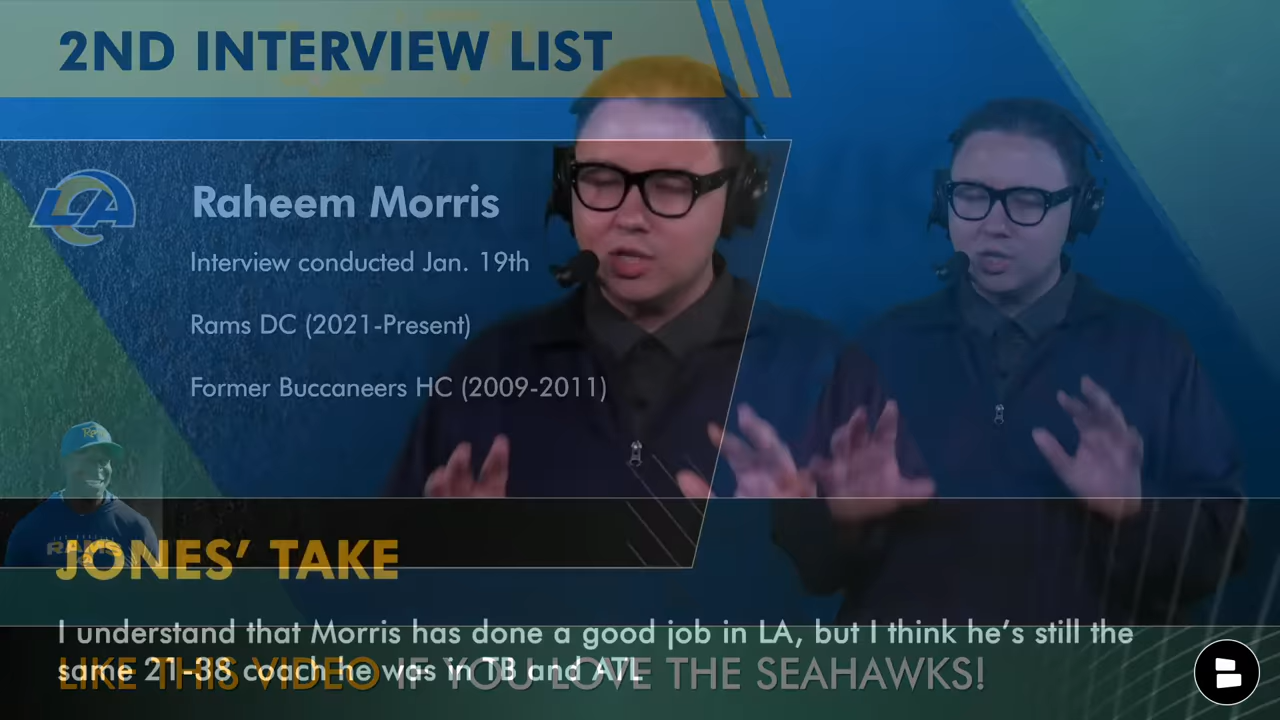 2ND INTERVIEW LIST
LA
Raheem Morris
Interview conducted Jan. 19th
Rams DC (2021-Present)
Former Buccaneers HC (2009-2011)
RAMS
JONES' TAKE
I understand that Morris has done a good job in LA, but I think he's still the
same 21-38 coach he was in TB and ATL
LIKE THIS VIDEO IF YOU LOVE THE SEAHAWKS!